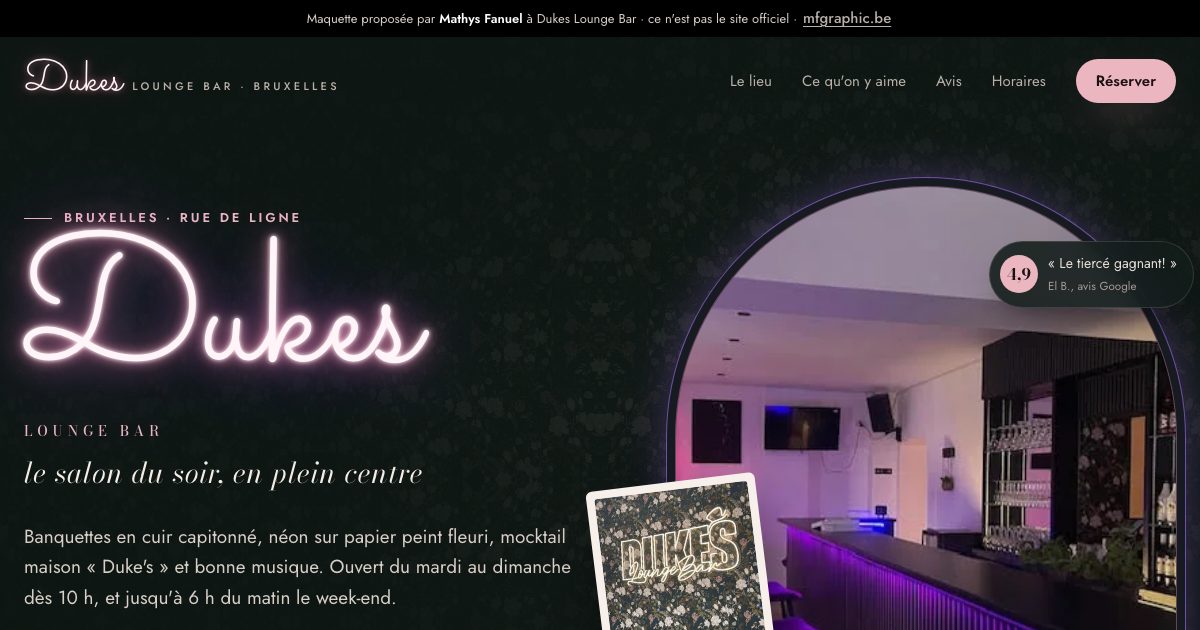 Maquette proposée par Mathys Fanuel à Dukes Lounge Bar · ce n'est pas le site officiel · mfgraphic.be
Dukes LOUNGE BAR · BRUXELLES
Le lieu
Ce qu'on y aime
Avis
Horaires
Réserver
BRUXELLES · RUE DE LIGNE
Dukes
LOUNGE BAR
le salon du soir, en plein centre
Banquettes en cuir capitonné, néon sur papier peint fleuri, mocktail
maison « Duke's » et bonne musique. Ouvert du mardi au dimanche
dès 10 h, et jusqu'à 6 h du matin le week-end.
4,9
« Le tiercé gagnant! »
El B., avis Google
DUKE'S
Lounge Bar